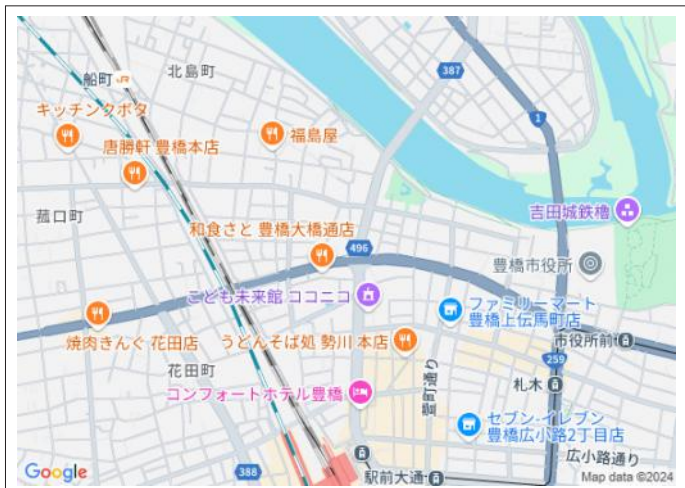 387
北島町
船町 JR
キッチンクボタ
1
唐勝軒 豊橋本店
福島屋
菰口町
吉田城鉄櫓
和食さと 豊橋大橋通店
496
豊橋市役所
こども未来館 ココニコ
ファミリーマート
豊橋上伝馬町店
焼肉きんぐ 花田店
うどんそば処 勢川 本店
市役所前
259
花田町
札木
コンフォートホテル豊橋
セブン-イレブン
豊橋広小路2丁目店
広小路通り
388
駅前大通
Google
Map data ©2024